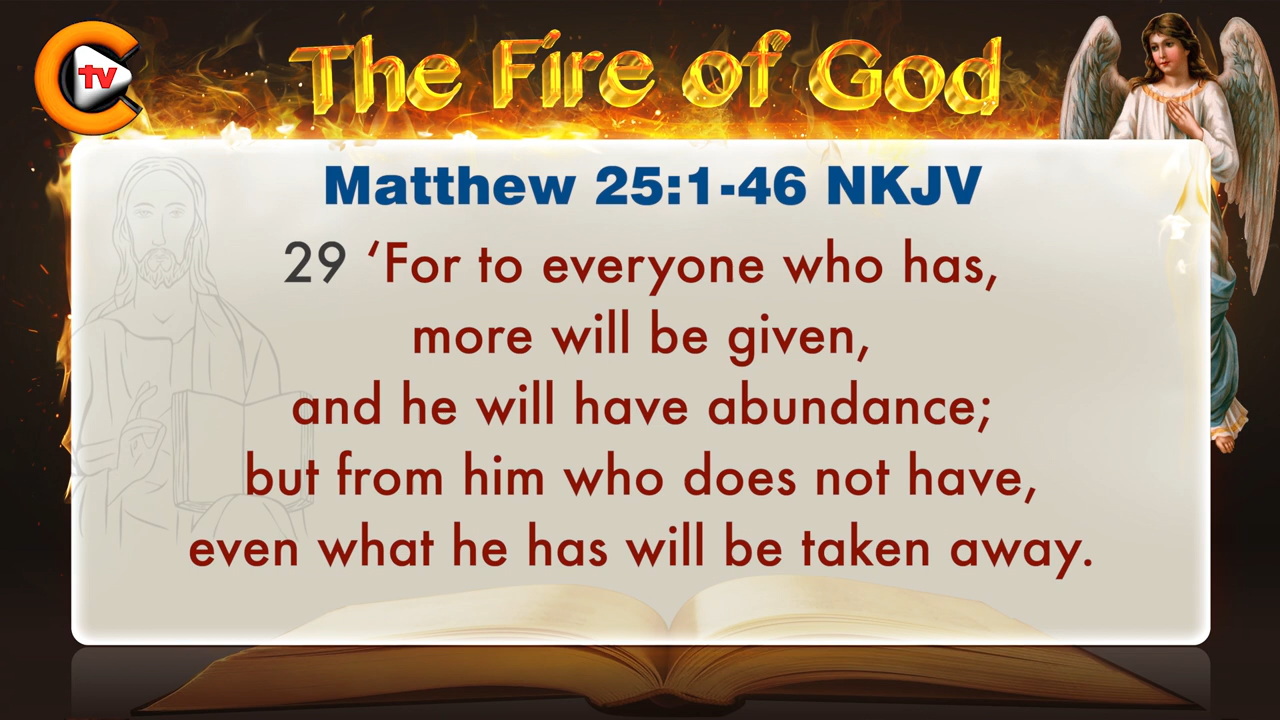 tv
The Fire of God
Matthew 25:1-46 NKJV
29 ‘For to everyone who has,
more will be given,
and he will have abundance;
but from him who does not have,
even what he has will be taken away.